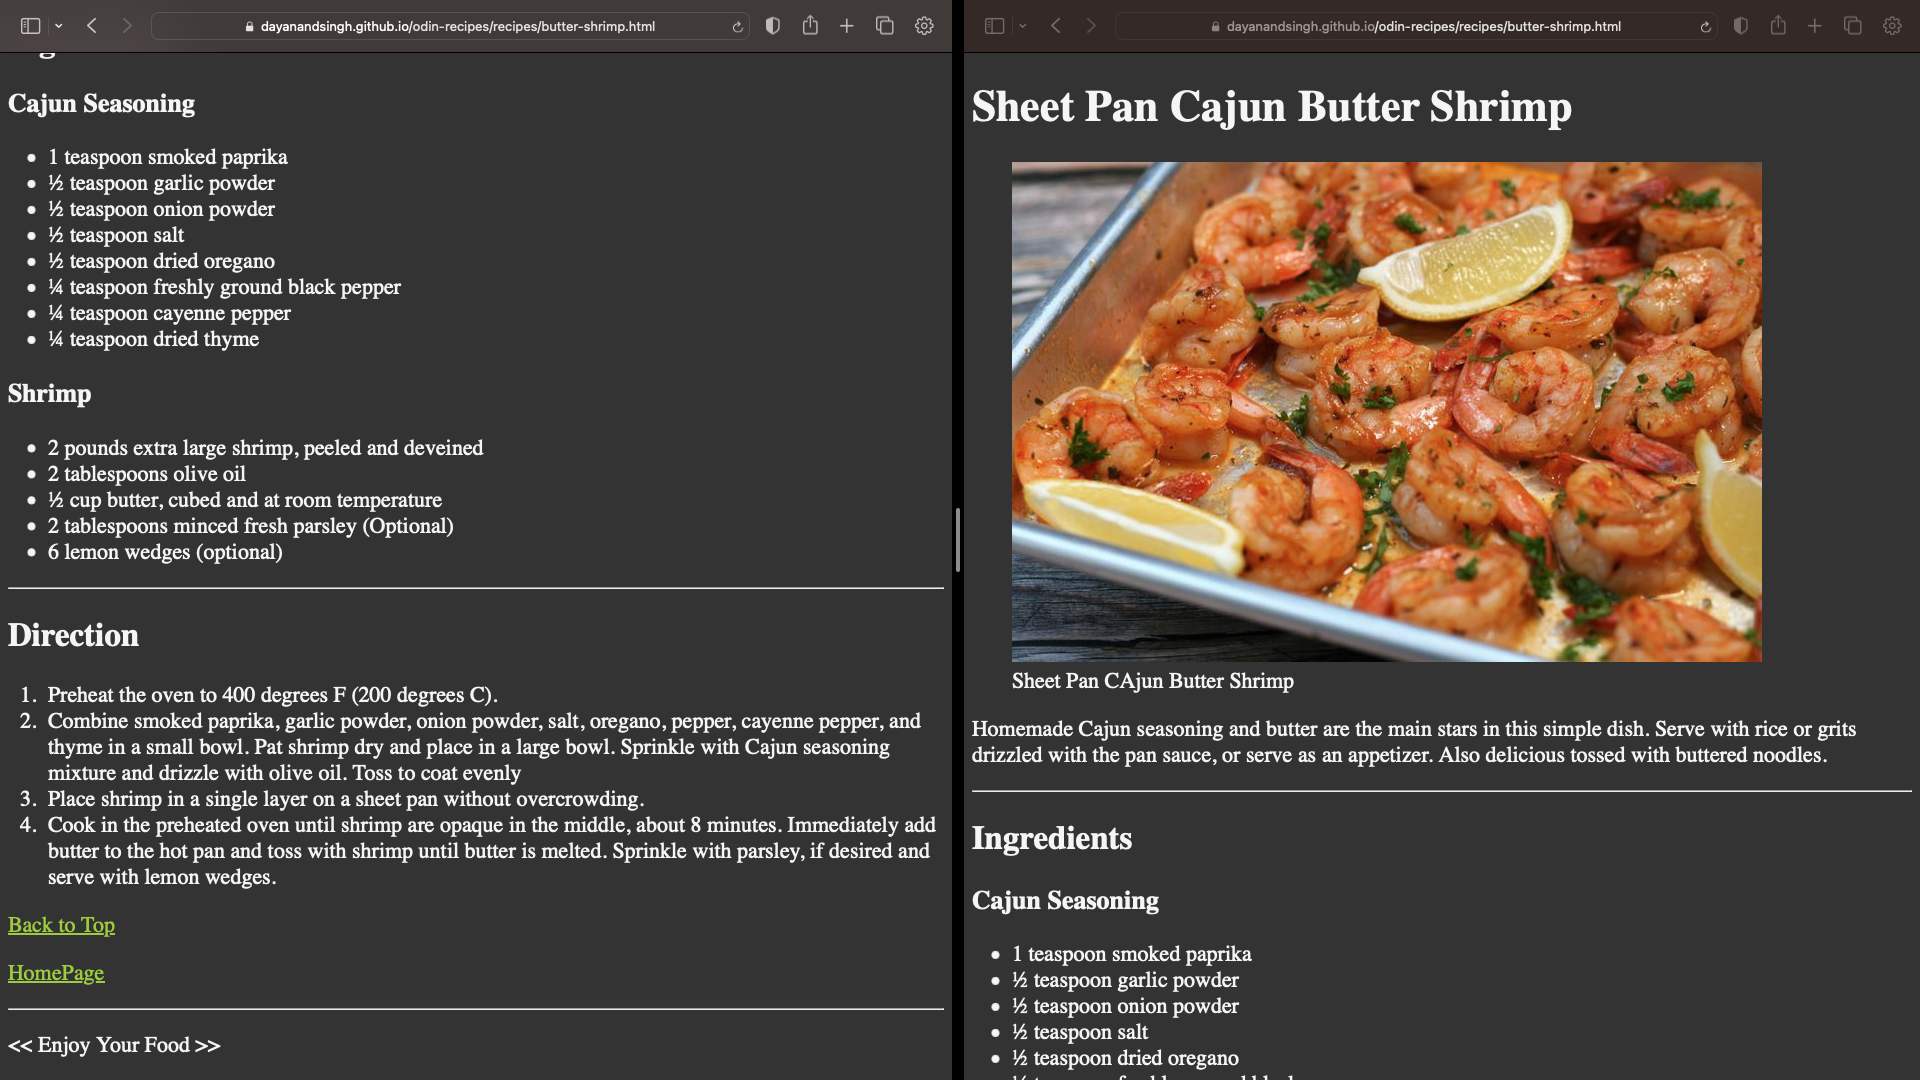 dayanandsingh.github.io/odin-recipes/recipes/butter-shrimp.html
Cajun Seasoning
• 1 teaspoon smoked paprika
• ½ teaspoon garlic powder
• ½ teaspoon onion powder
• ½ teaspoon salt
• ½ teaspoon dried oregano
• ¼ teaspoon freshly ground black pepper
• ¼ teaspoon cayenne pepper
• ¼ teaspoon dried thyme
Shrimp
• 2 pounds extra large shrimp, peeled and deveined
• 2 tablespoons olive oil
• ½ cup butter, cubed and at room temperature
• 2 tablespoons minced fresh parsley (Optional)
• 6 lemon wedges (optional)
Direction
1. Preheat the oven to 400 degrees F (200 degrees C).
2. Combine smoked paprika, garlic powder, onion powder, salt, oregano, pepper, cayenne pepper, and
thyme in a small bowl. Pat shrimp dry and place in a large bowl. Sprinkle with Cajun seasoning
mixture and drizzle with olive oil. Toss to coat evenly
3. Place shrimp in a single layer on a sheet pan without overcrowding.
4. Cook in the preheated oven until shrimp are opaque in the middle, about 8 minutes. Immediately add
butter to the hot pan and toss with shrimp until butter is melted. Sprinkle with parsley, if desired and
serve with lemon wedges.
Back to Top
HomePage
<< Enjoy Your Food >>
dayanandsingh.github.io/odin-recipes/recipes/butter-shrimp.html
Sheet Pan Cajun Butter Shrimp
Sheet Pan CAjun Butter Shrimp
Homemade Cajun seasoning and butter are the main stars in this simple dish. Serve with rice or grits
drizzled with the pan sauce, or serve as an appetizer. Also delicious tossed with buttered noodles.
Ingredients
Cajun Seasoning
• 1 teaspoon smoked paprika
• ½ teaspoon garlic powder
• ½ teaspoon onion powder
• ½ teaspoon salt
• ½ teaspoon dried oregano